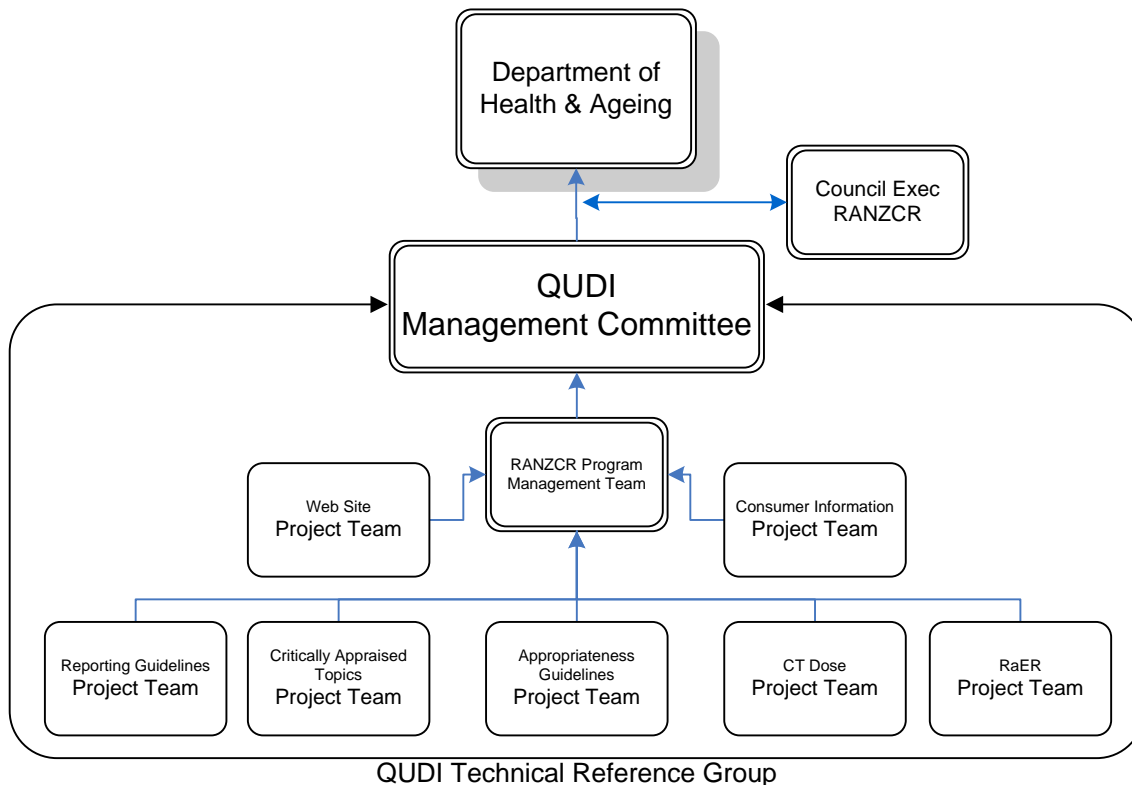 Department of
Health & Ageing
Council Exec
RANZCR
QUDI
Management Committee
RANZCR Program
Management Team
Web Site
Project Team
Consumer Information
Project Team
Reporting Guidelines
Project Team
Critically Appraised
Topics
Project Team
Appropriateness
Guidelines
Project Team
CT Dose
Project Team
RaER
Project Team
QUDI Technical Reference Group